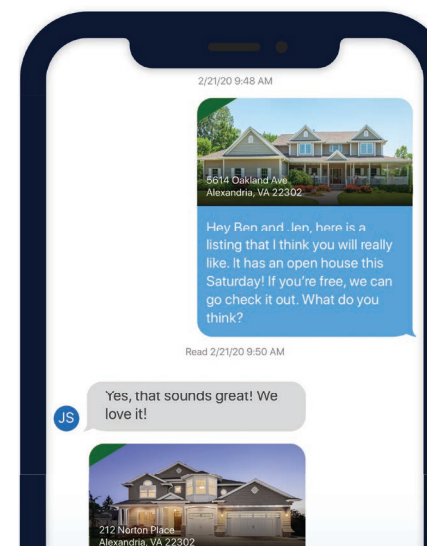 2/21/20 9:48 AM
5614 Oakland Ave
Alexandria, VA 22302
Hey Ben and Jen, here is a
listing that I think you will really
like. It has an open house this
Saturday! If you're free, we can
go check it out. What do you
think?
Read 2/21/20 9:50 AM
Yes, that sounds great! We
love it!
JS
212 Norton Place
Alexandria, VA 22302